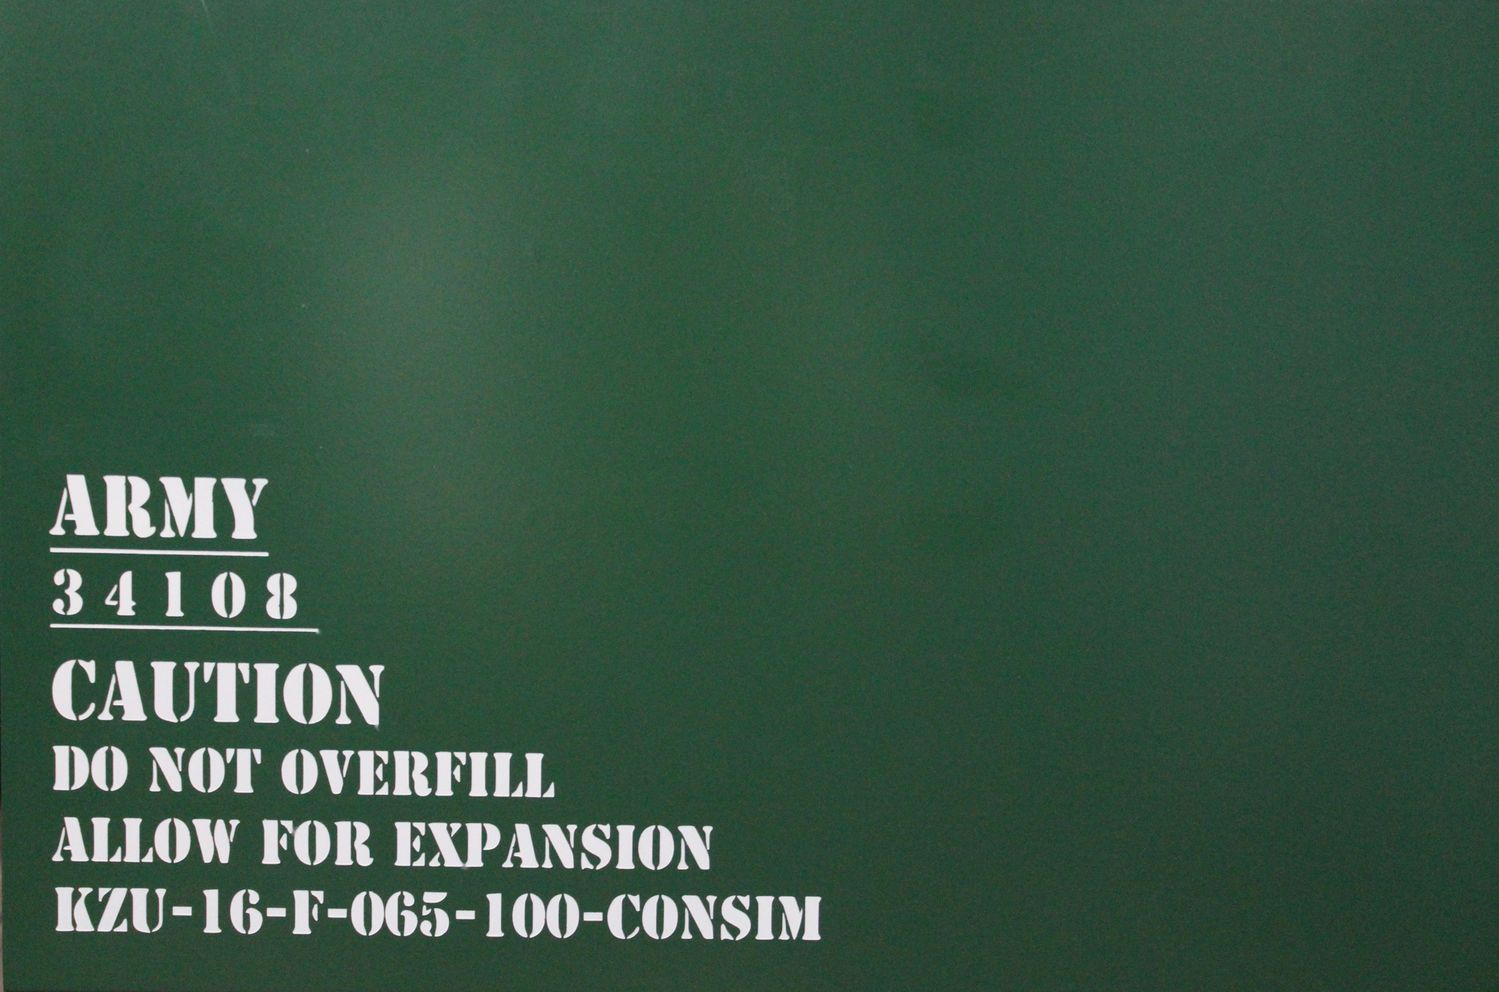 ARMY
34108
CAUTION
DO NOT OVERFILL
ALLOW FOR EXPANSION
KZU-16-F-065-100-CONSIM